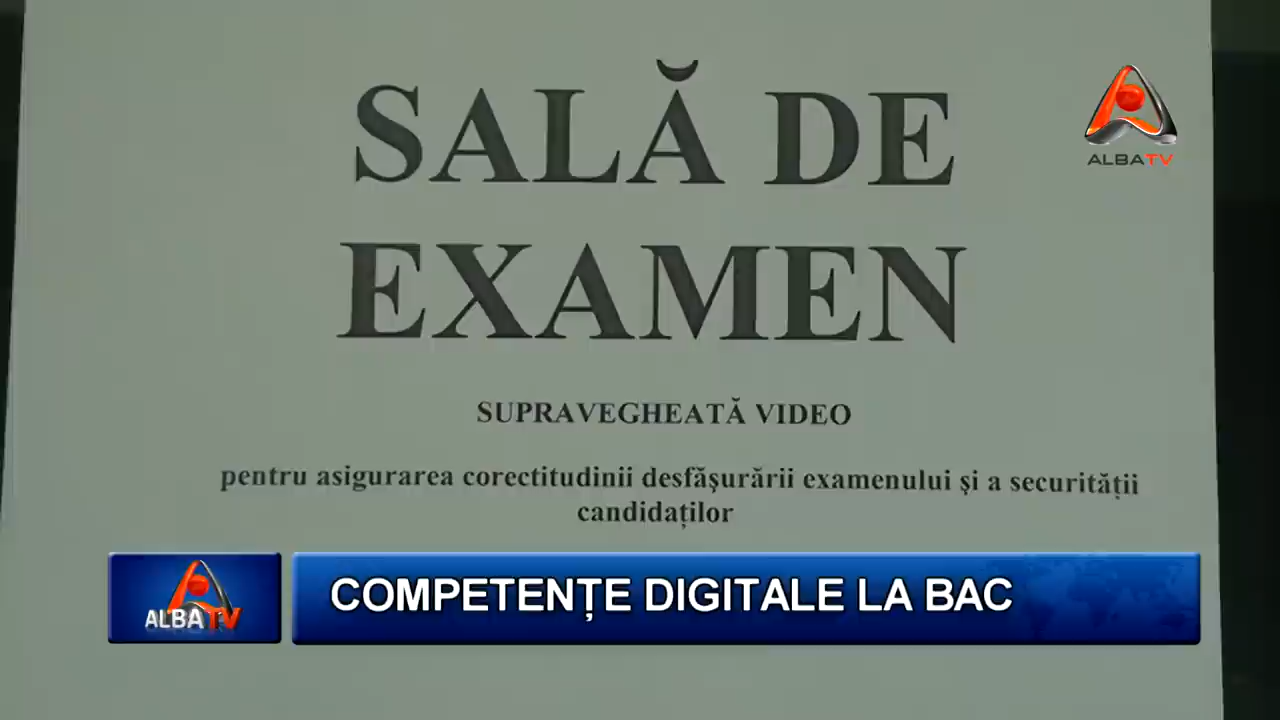 SALĂ DE
EXAMEN
SUPRAVEGHEATĂ VIDEO
pentru asigurarea corectitudinii desfășurării examenului și a securității
candidaților
ALBATV
COMPETENȚE DIGITALE LA BAC
ALBATV